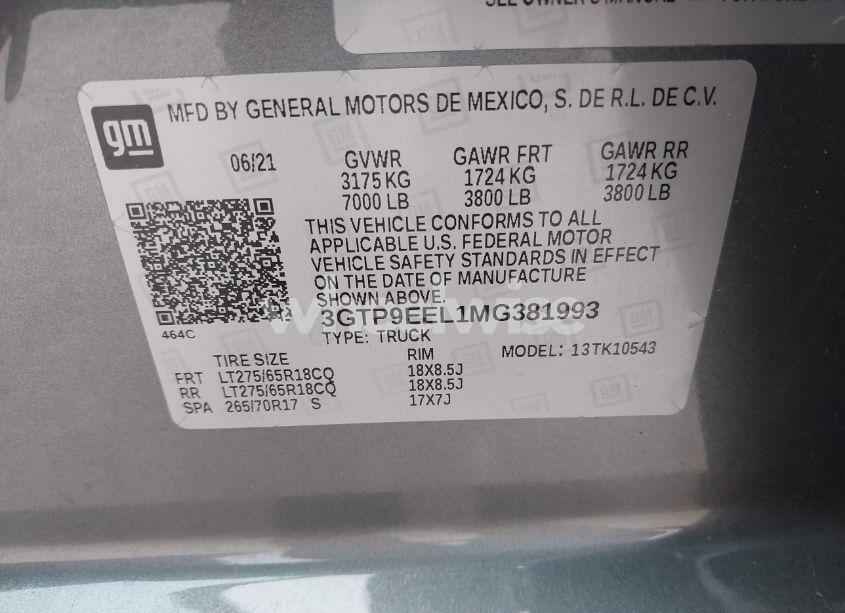 SEE OWNER'S MANUAL
gm
MFD BY GENERAL MOTORS DE MEXICO, S. DE R.L. DE C.V.
06/21 GVWR GAWR FRT GAWR RR
3175 KG 1724 KG 1724 KG
7000 LB 3800 LB 3800 LB
THIS VEHICLE CONFORMS TO ALL
APPLICABLE U.S. FEDERAL MOTOR
VEHICLE SAFETY STANDARDS IN EFFECT
ON THE DATE OF MANUFACTURE
SHOWN ABOVE.
3GTP9EEL1MG381993
464C
TYPE: TRUCK
MODEL: 13TK10543
TIRE SIZE RIM
FRT LT275/65R18CQ 18X8.5J
RR LT275/65R18CQ 18X8.5J
SPA 265/70R17 S 17X7J